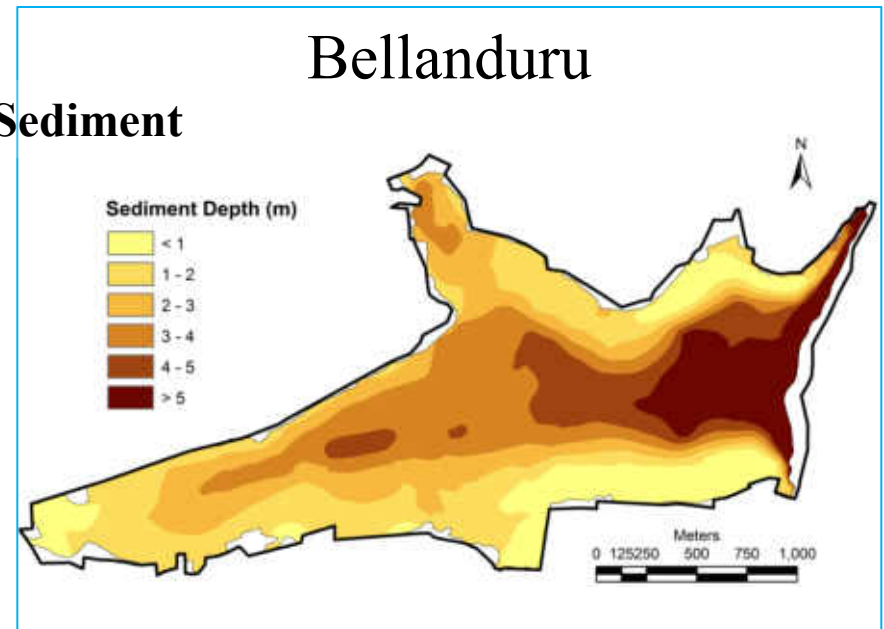 Bellanduru
Sediment
N
Sediment Depth (m)
< 1
1 - 2
2 - 3
3 - 4
4 - 5
> 5
Meters
0 125250 500 750 1,000